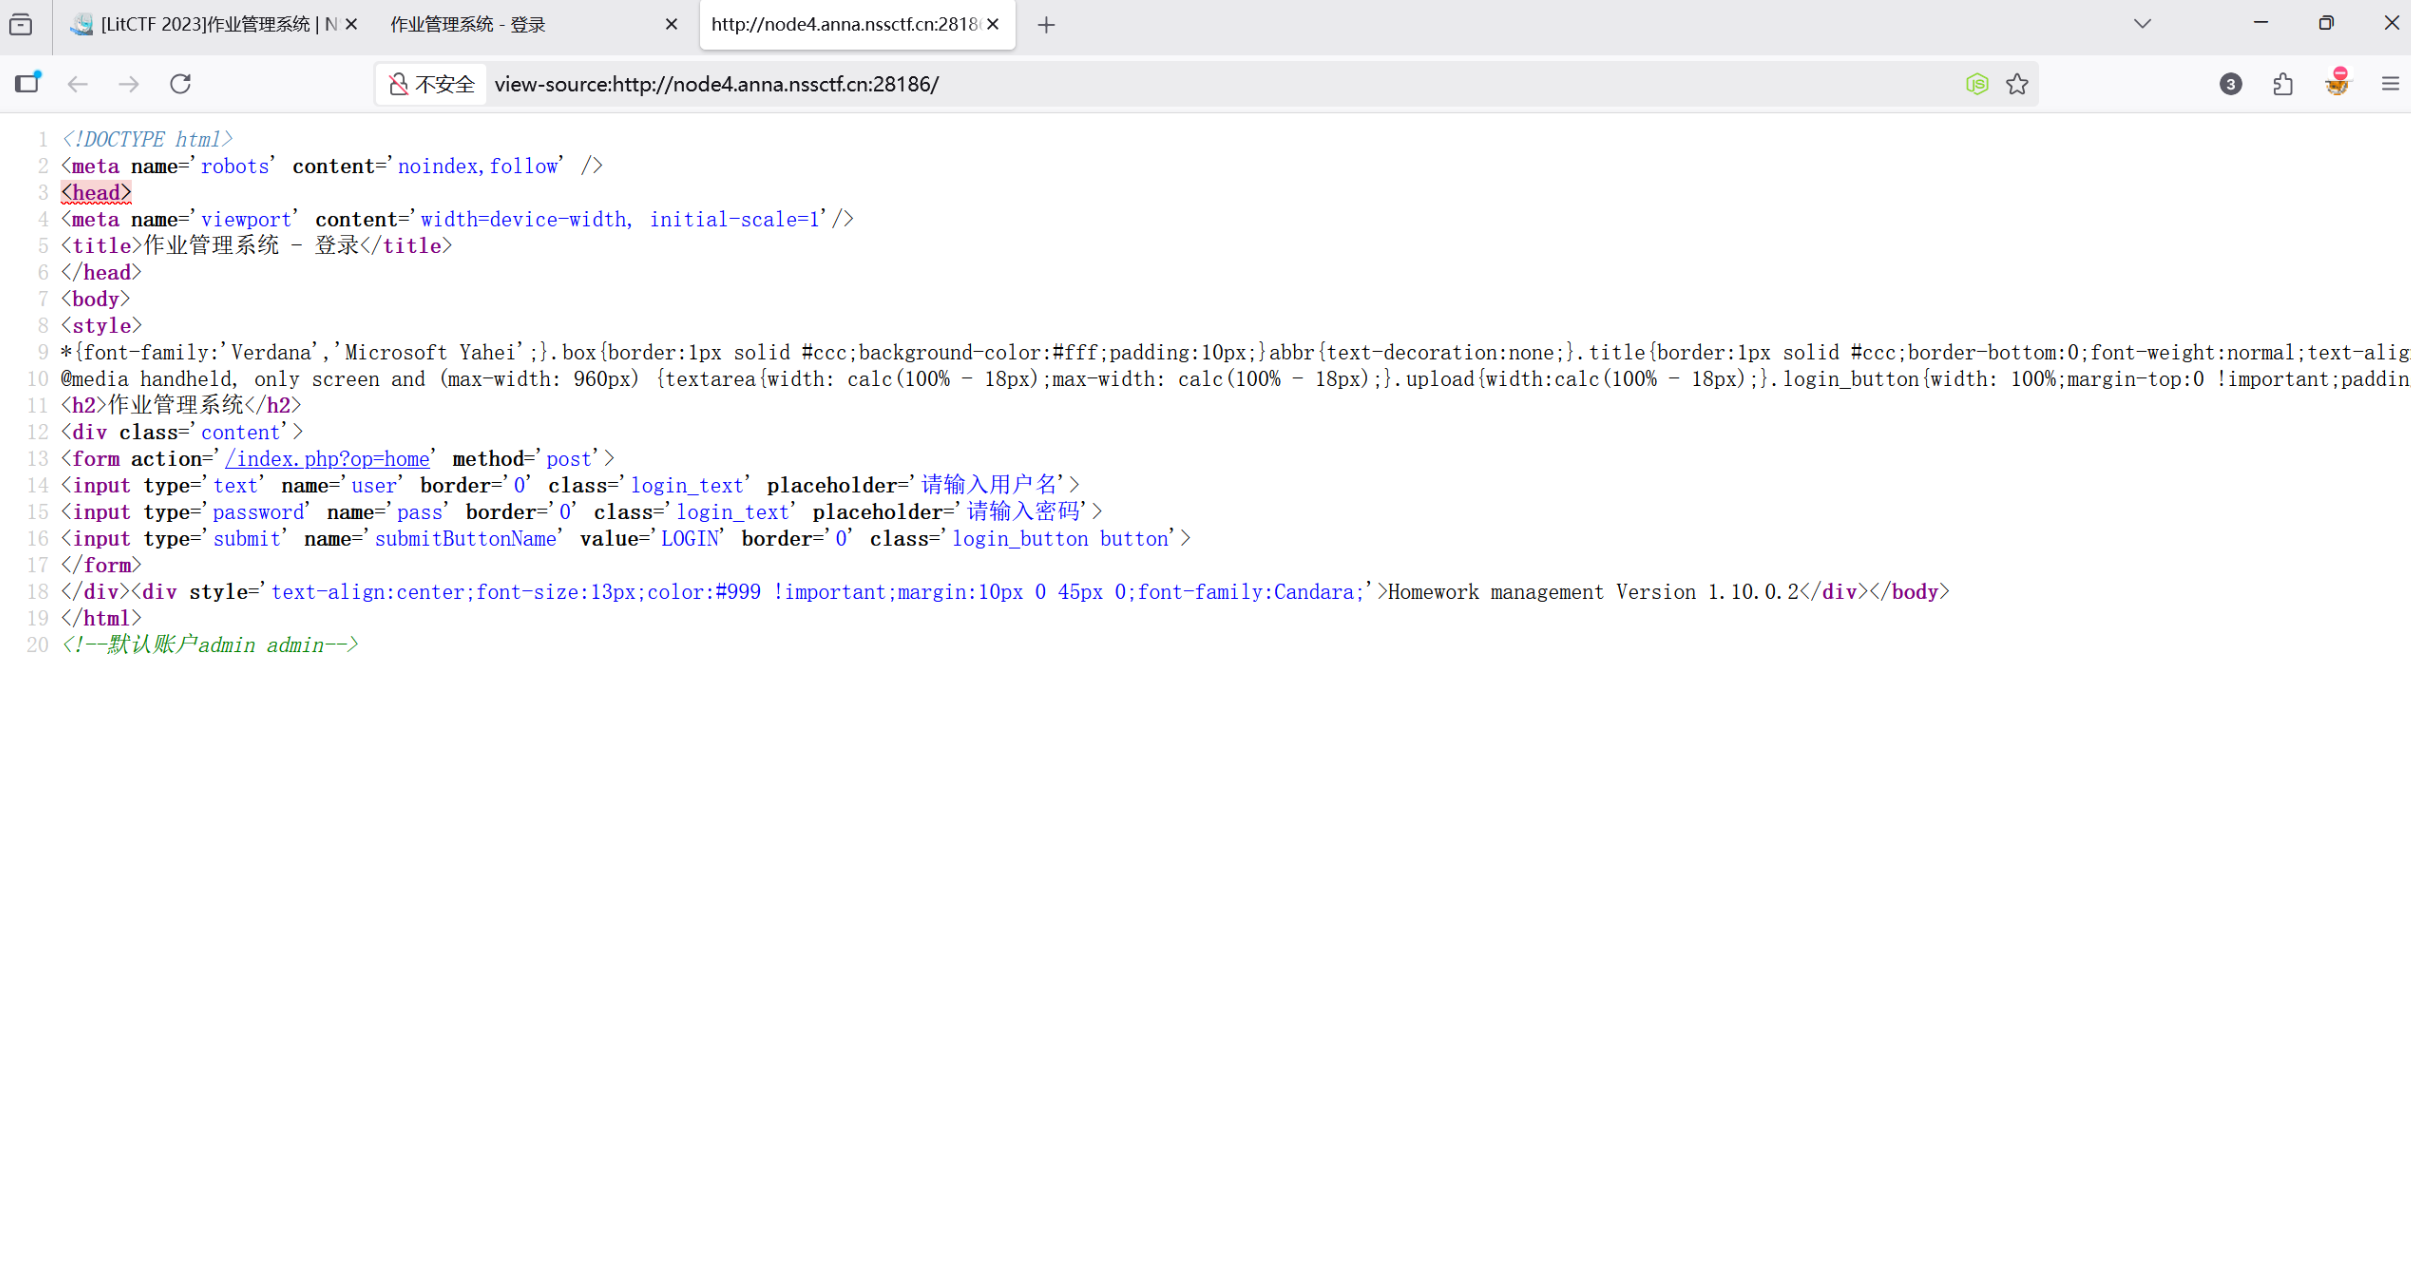 [LitCTF 2023]作业管理系统 | N
作业管理系统 - 登录
http://node4.anna.nssctf.cn:2818
不安全
view-source:http://node4.anna.nssctf.cn:28186/
3
1 <!DOCTYPE html>
2 <meta name='robots' content='noindex,follow' />
3 <head>
4 <meta name='viewport' content='width=device-width, initial-scale=1'/>
5 <title>作业管理系统 - 登录</title>
6 </head>
7 <body>
8 <style>
9 *{font-family:'Verdana','Microsoft Yahei';}.box{border:1px solid #ccc;background-color:#fff;padding:10px;}abbr{text-decoration:none;}.title{border:1px solid #ccc;border-bottom:0;font-weight:normal;text-alig
10 @media handheld, only screen and (max-width: 960px) {textarea{width: calc(100% - 18px);max-width: calc(100% - 18px);}.upload{width:calc(100% - 18px);}.login_button{width: 100%;margin-top:0 !important;paddin
11 <h2>作业管理系统</h2>
12 <div class='content'>
13 <form action='/index.php?op=home' method='post'>
14 <input type='text' name='user' border='0' class='login_text' placeholder='请输入用户名'>
15 <input type='password' name='pass' border='0' class='login_text' placeholder='请输入密码'>
16 <input type='submit' name='submitButtonName' value='LOGIN' border='0' class='login_button button'>
17 </form>
18 </div><div style='text-align:center;font-size:13px;color:#999 !important;margin:10px 0 45px 0;font-family:Candara;'>Homework management Version 1.10.0.2</div></body>
19 </html>
20 <!--默认账户admin admin-->